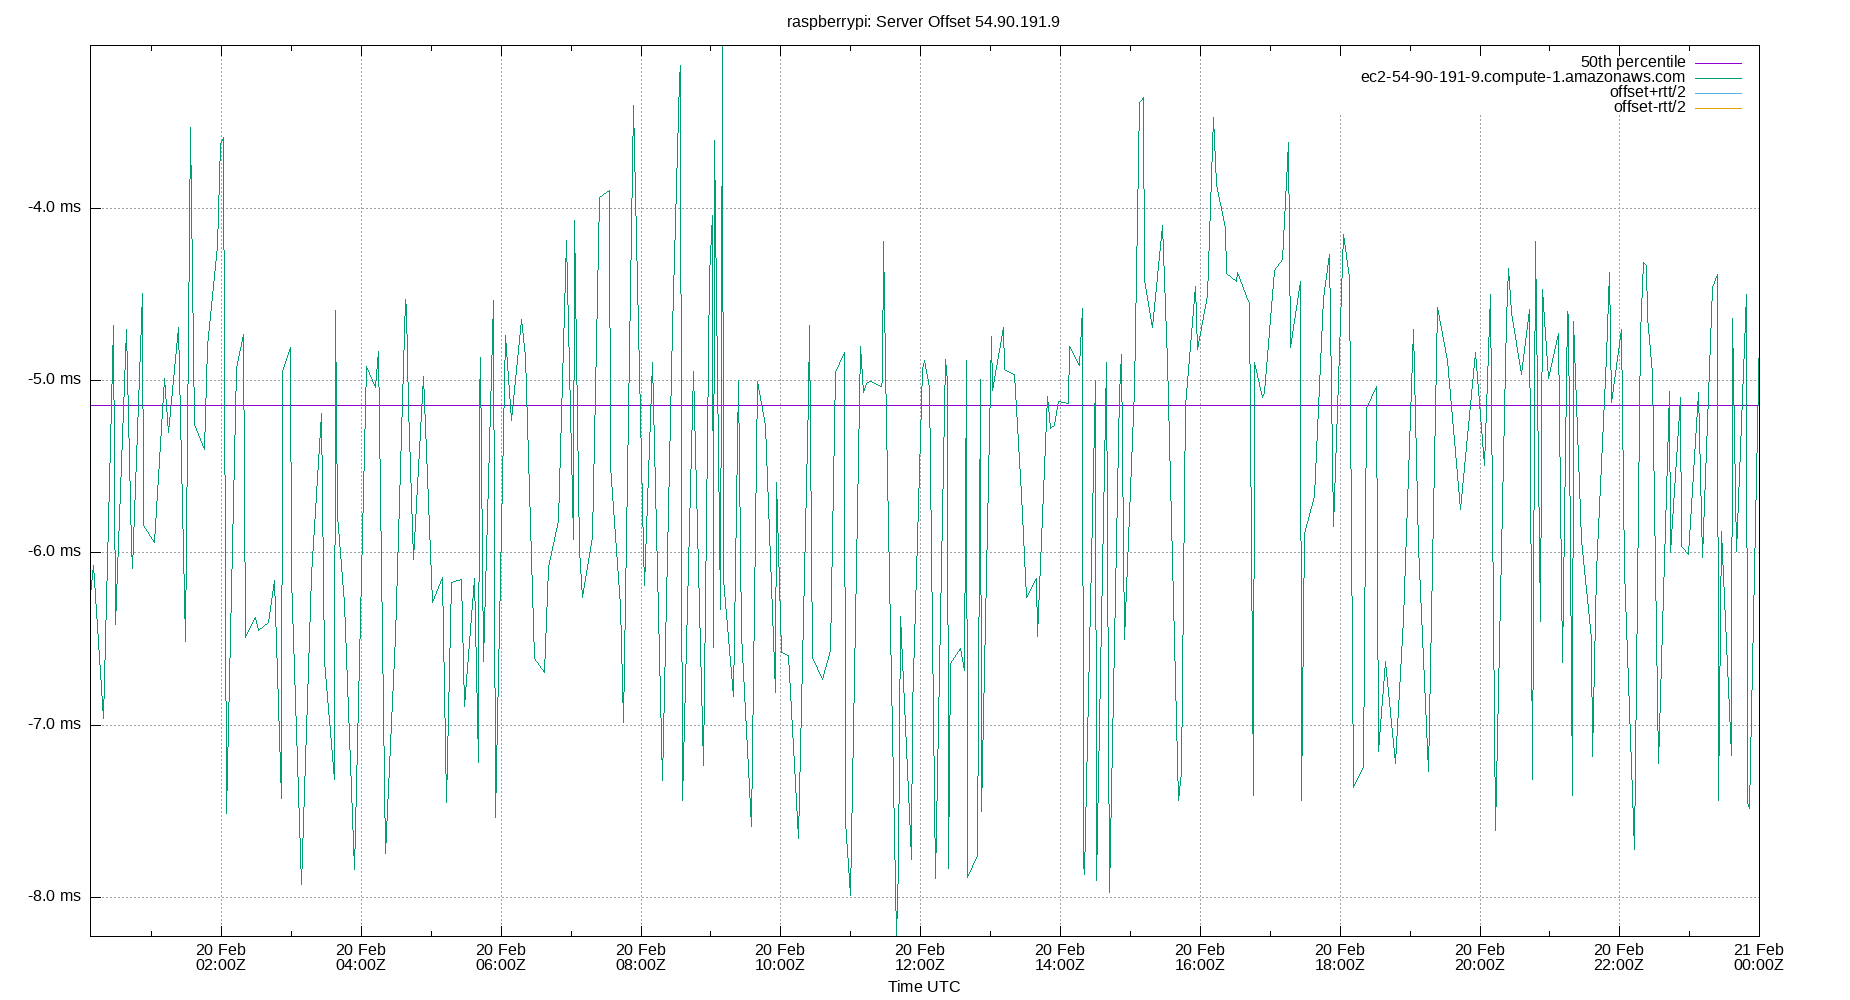 raspberrypi: Server Offset 54.90.191.9
50th percentile
ec2-54-90-191-9.compute-1.amazonaws.com
offset+rtt/2
offset-rtt/2
-4.0 ms
-5.0 ms
-6.0 ms
-7.0 ms
-8.0 ms
20 Feb 20 Feb 20 Feb 20 Feb 20 Feb 20 Feb 20 Feb 20 Feb 20 Feb 20 Feb 20 Feb 21 Feb
02:00Z 04:00Z 06:00Z 08:00Z 10:00Z 12:00Z 14:00Z 16:00Z 18:00Z 20:00Z 22:00Z 00:00Z
Time UTC